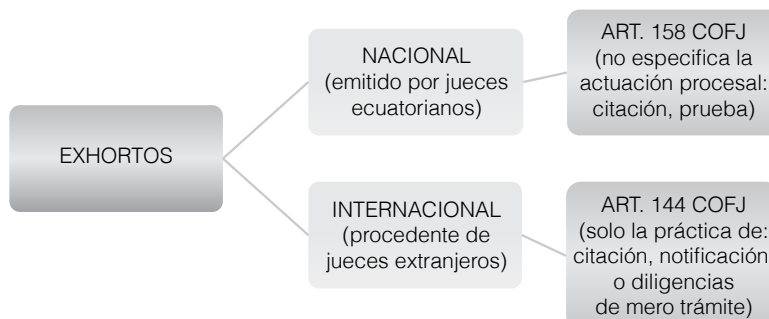 EXHORTOS
NACIONAL
(emitido por jueces
ecuatorianos)
ART. 158 COFJ
(no especifica la
actuación procesal:
citación, prueba)
INTERNACIONAL
(procedente de
jueces extranjeros)
ART. 144 COFJ
(solo la práctica de:
citación, notificación
o diligencias
de mero trámite)